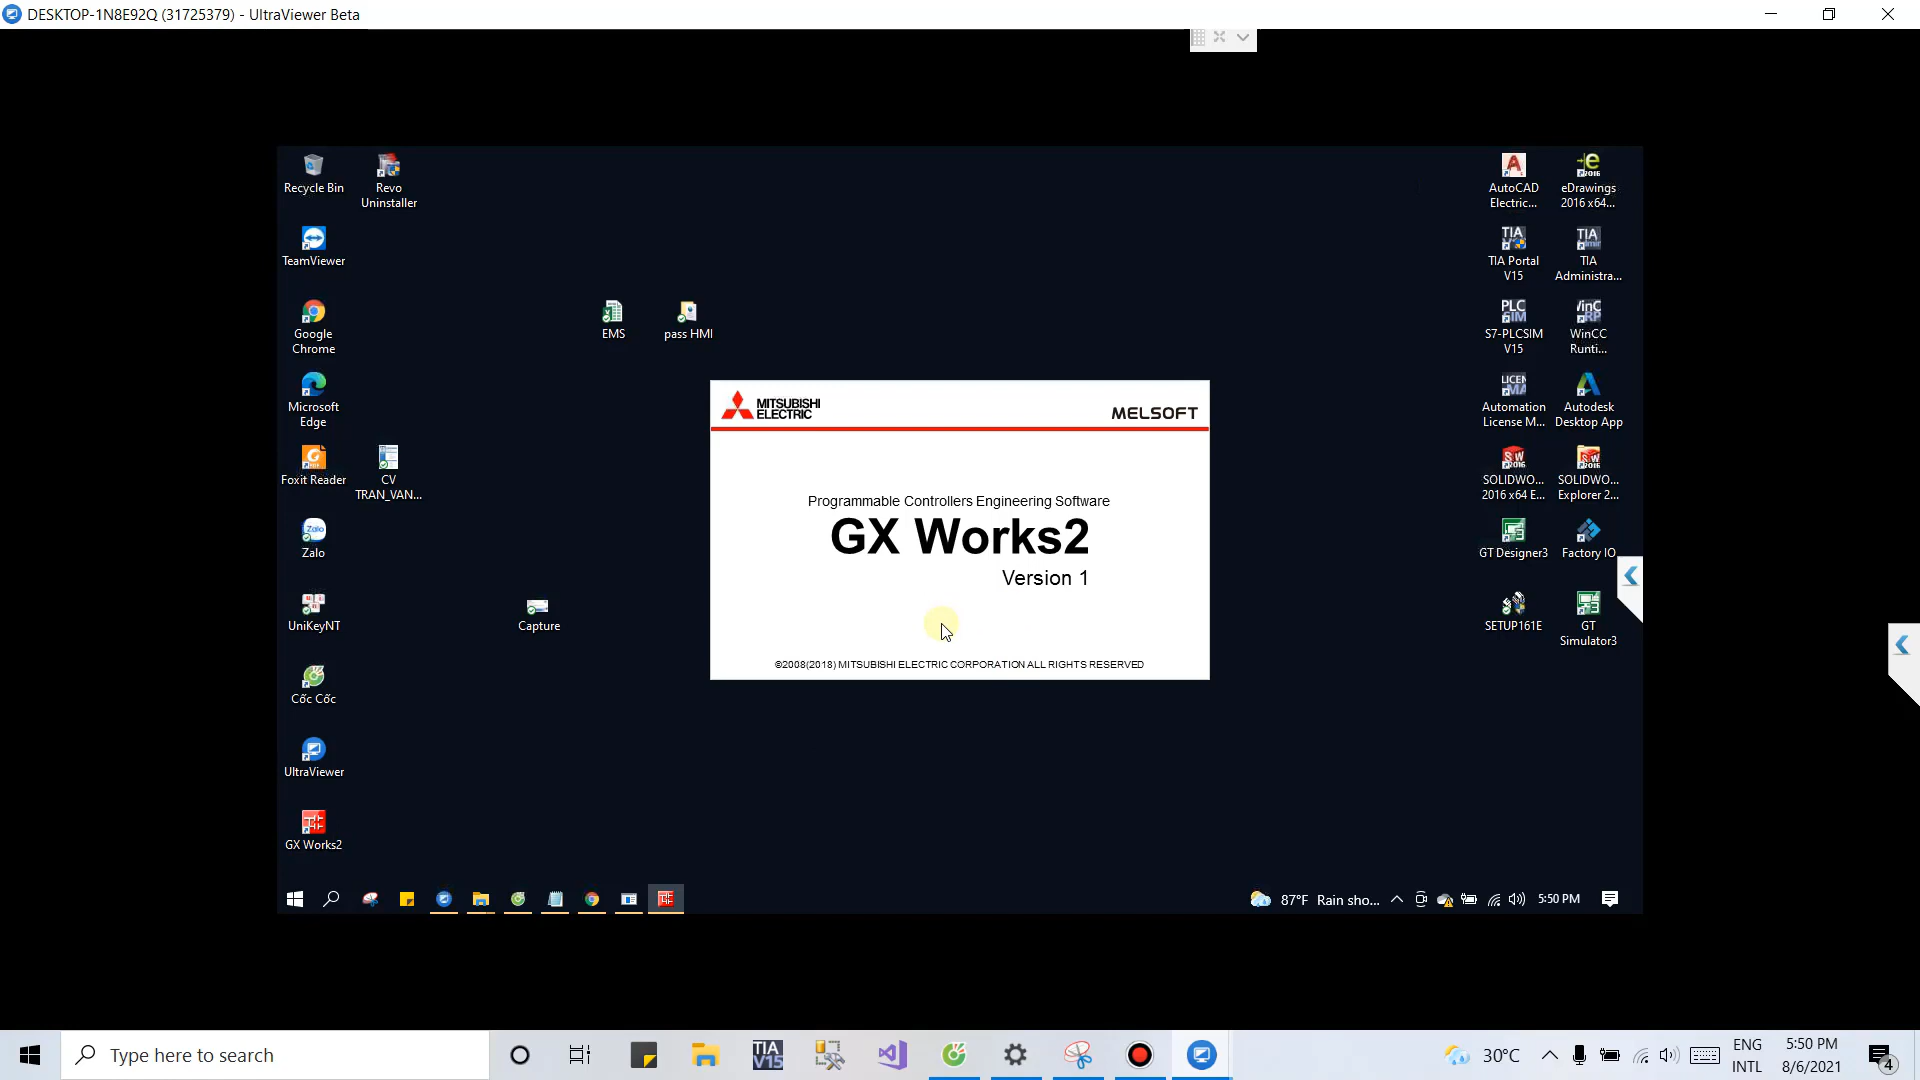 DESKTOP-1N8E92Q (31725379) - UltraViewer Beta
Recycle Bin
Revo
Uninstaller
TeamViewer
Google
Chrome
EMS
pass HMI
Microsoft
Edge
Foxit Reader
CV
TRAN_VAN...
Zalo
Zalo
UniKeyNT
Capture
Cốc Cốc
UltraViewer
GX Works2
MITSUBISHI
ELECTRIC
MELSOFT
Programmable Controllers Engineering Software
GX Works2
Version 1
©2008(2018) MITSUBISHI ELECTRIC CORPORATION ALL RIGHTS RESERVED
AutoCAD
Electric...
eDrawings
2016 x64...
TIA Portal
V15
TIA
Administra...
S7-PLCSIM
V15
WinCC
Runti...
Automation
License M...
Autodesk
Desktop App
SOLIDWO...
2016 x64 E...
SOLIDWO...
Explorer 2...
GT Designer3
Factory IO
SETUP161E
GT
Simulator3
87°F Rain sho...
5:50 PM
Type here to search
TIA
V15
30°C
ENG
INTL
5:50 PM
8/6/2021
4